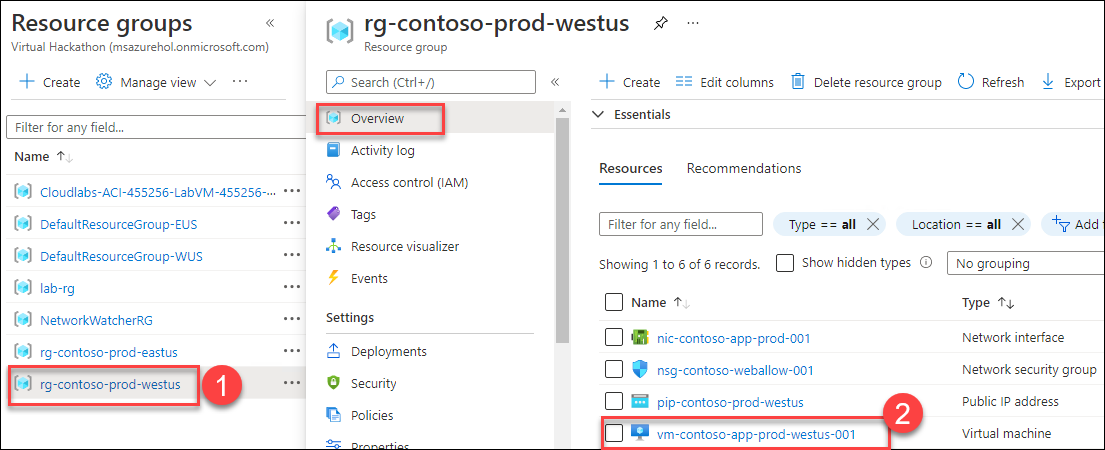 Resource groups
Virtual Hackathon (msazurehol.onmicrosoft.com)
Create
Manage view
Filter for any field...
Name
Cloudlabs-ACI-455256-LabVM-455256-...
DefaultResourceGroup-EUS
DefaultResourceGroup-WUS
lab-rg
NetworkWatcherRG
rg-contoso-prod-eastus
rg-contoso-prod-westus
1
rg-contoso-prod-westus
Resource group
Search (Ctrl+/)
Overview
Activity log
Access control (IAM)
Tags
Resource visualizer
Events
Settings
Deployments
Security
Policies
Properties
Create
Edit columns
Delete resource group
Refresh
Export
Essentials
Resources
Recommendations
Filter for any field...
Type == all
Location == all
Add
Showing 1 to 6 of 6 records.
Show hidden types
No grouping
Name
Type
nic-contoso-app-prod-001
Network interface
nsg-contoso-weballow-001
Network security group
pip-contoso-prod-westus
Public IP address
2
vm-contoso-app-prod-westus-001
Virtual machine